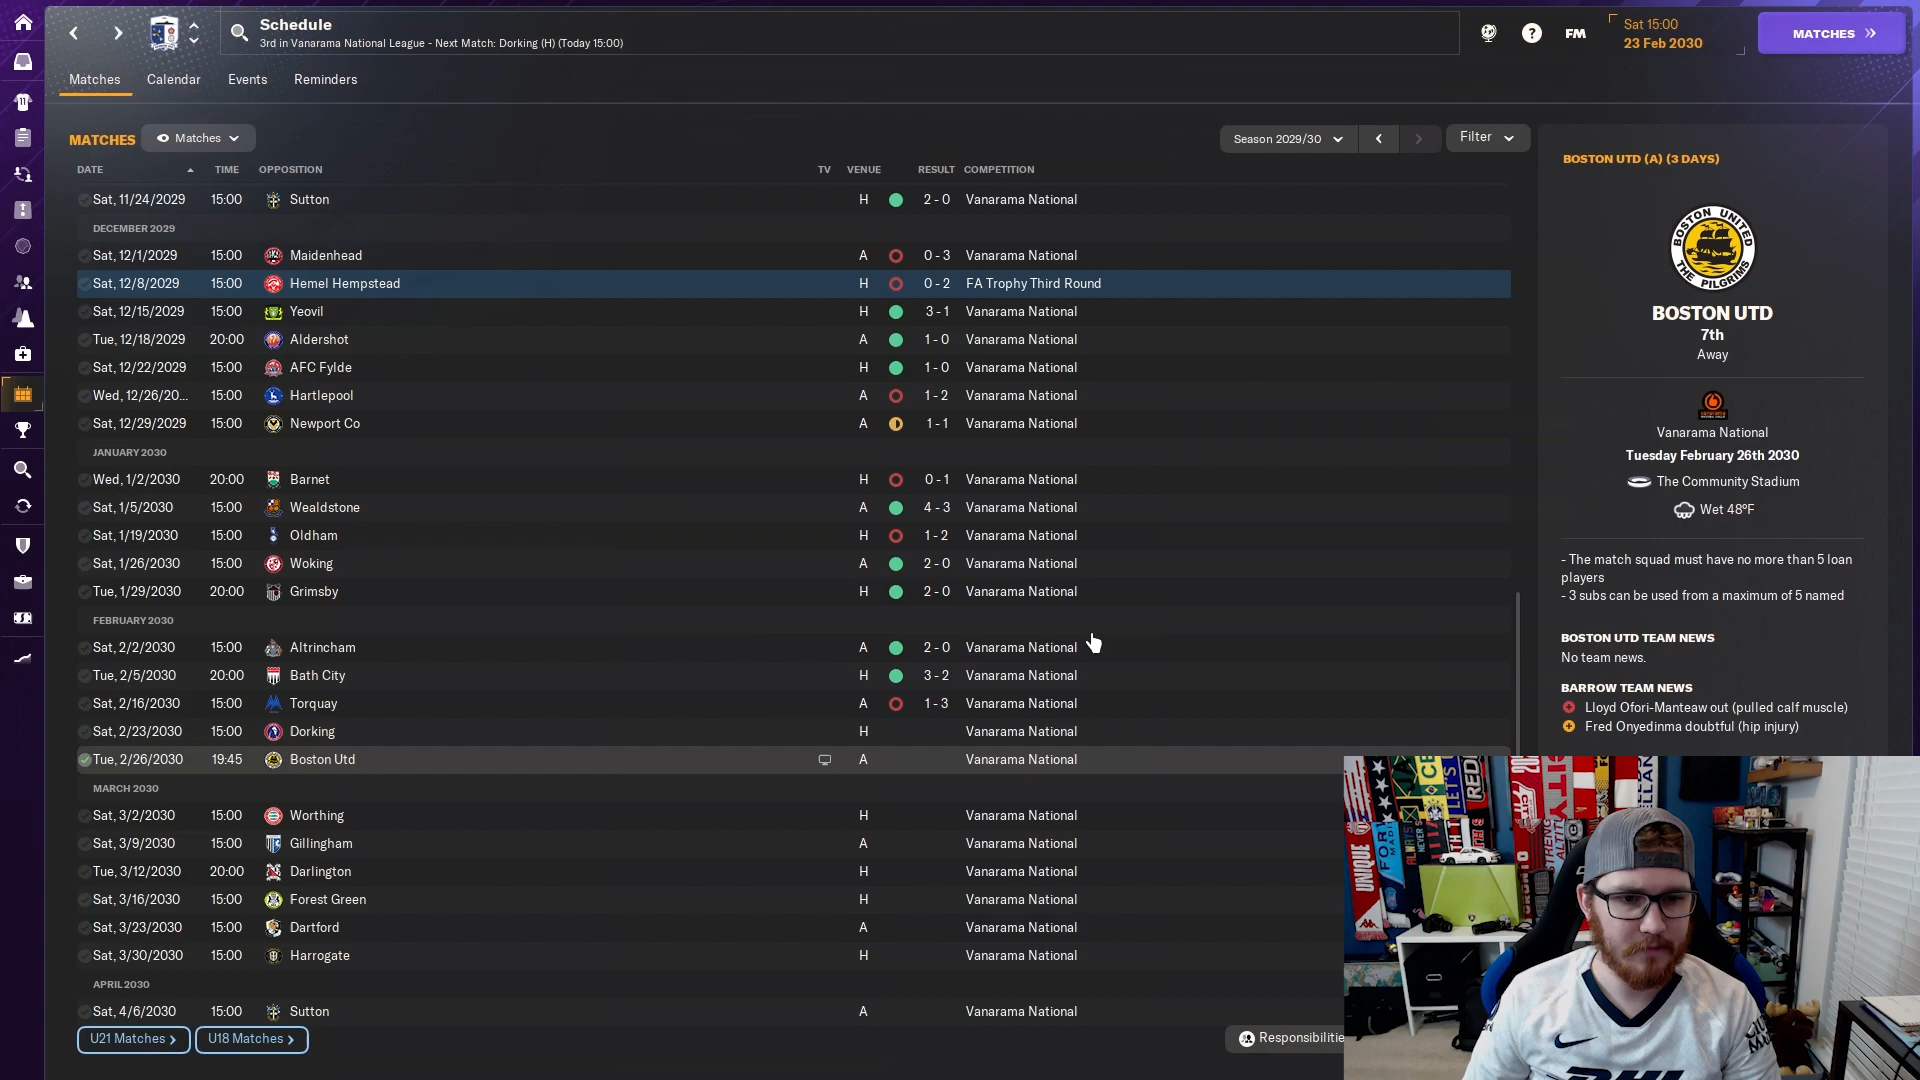 Schedule
3rd in Vanarama National League - Next Match: Dorking (H) (Today 15:00)
FM
Sat 15:00
23 Feb 2030
MATCHES
Matches Calendar Events Reminders
MATCHES Matches
Season 2029/30 Filter
DATE TIME OPPOSITION TV VENUE RESULT COMPETITION
Sat, 11/24/2029 15:00 Sutton H 2 - 0 Vanarama National
DECEMBER 2029
Sat, 12/1/2029 15:00 Maidenhead A 0 - 3 Vanarama National
Sat, 12/8/2029 15:00 Hemel Hempstead H 0 - 2 FA Trophy Third Round
Sat, 12/15/2029 15:00 Yeovil H 3 - 1 Vanarama National
Tue, 12/18/2029 20:00 Aldershot A 1 - 0 Vanarama National
Sat, 12/22/2029 15:00 AFC Fylde H 1 - 0 Vanarama National
Wed, 12/26/20... 15:00 Hartlepool A 1 - 2 Vanarama National
Sat, 12/29/2029 15:00 Newport Co A 1 - 1 Vanarama National
JANUARY 2030
Wed, 1/2/2030 20:00 Barnet H 0 - 1 Vanarama National
Sat, 1/5/2030 15:00 Wealdstone A 4 - 3 Vanarama National
Sat, 1/19/2030 15:00 Oldham H 1 - 2 Vanarama National
Sat, 1/26/2030 15:00 Woking A 2 - 0 Vanarama National
Tue, 1/29/2030 20:00 Grimsby H 2 - 0 Vanarama National
FEBRUARY 2030
Sat, 2/2/2030 15:00 Altrincham A 2 - 0 Vanarama National
Tue, 2/5/2030 20:00 Bath City H 3 - 2 Vanarama National
Sat, 2/16/2030 15:00 Torquay A 1 - 3 Vanarama National
Sat, 2/23/2030 15:00 Dorking H Vanarama National
Tue, 2/26/2030 19:45 Boston Utd A Vanarama National
MARCH 2030
Sat, 3/2/2030 15:00 Worthing H Vanarama National
Sat, 3/9/2030 15:00 Gillingham A Vanarama National
Tue, 3/12/2030 20:00 Darlington H Vanarama National
Sat, 3/16/2030 15:00 Forest Green H Vanarama National
Sat, 3/23/2030 15:00 Dartford A Vanarama National
Sat, 3/30/2030 15:00 Harrogate H Vanarama National
APRIL 2030
Sat, 4/6/2030 15:00 Sutton A Vanarama National
U21 Matches U18 Matches
Responsibilitie
BOSTON UTD (A) (3 DAYS)
BOSTON UNITED
THE PILGRIMS
BOSTON UTD
7th
Away
Vanarama National
Tuesday February 26th 2030
The Community Stadium
Wet 48°F
- The match squad must have no more than 5 loan
players
- 3 subs can be used from a maximum of 5 named
BOSTON UTD TEAM NEWS
No team news.
BARROW TEAM NEWS
Lloyd Ofori-Manteaw out (pulled calf muscle)
Fred Onyedinma doubtful (hip injury)
UNIQUE